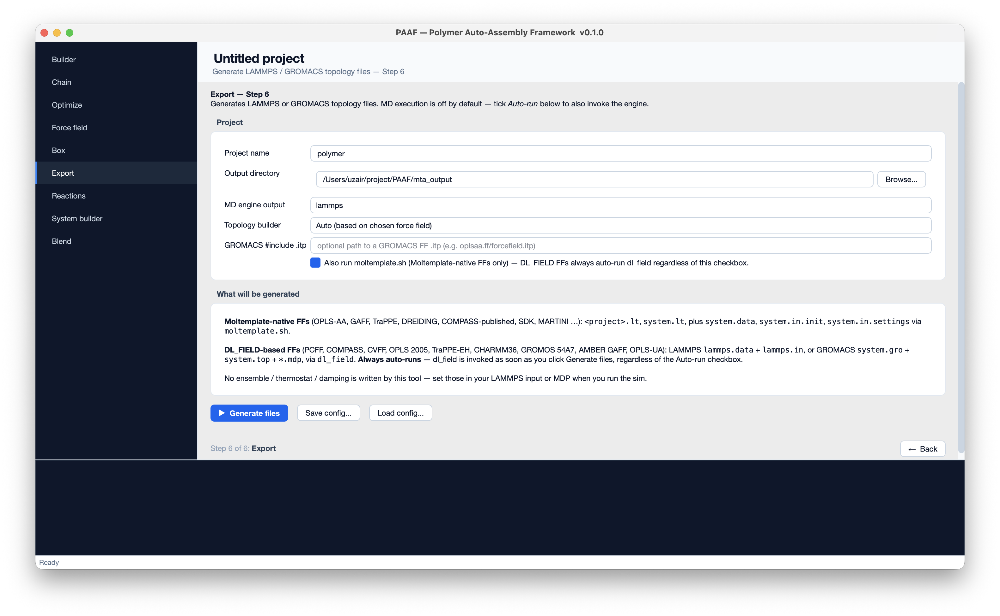 PAAF — Polymer Auto-Assembly Framework v0.1.0
Builder
Chain
Optimize
Force field
Box
Export
Reactions
System builder
Blend
Untitled project
Generate LAMMPS / GROMACS topology files — Step 6
Export — Step 6
Generates LAMMPS or GROMACS topology files. MD execution is off by default — tick Auto-run below to also invoke the engine.
Project
Project name
polymer
Output directory
/Users/uzair/project/PAAF/mta_output
Browse...
MD engine output
lammps
Topology builder
Auto (based on chosen force field)
GROMACS #include .itp
optional path to a GROMACS FF .itp (e.g. oplsaa.ff/forcefield.itp)
Also run moltemplate.sh (Moltemplate-native FFs only) — DL_FIELD FFs always auto-run dl_field regardless of this checkbox.
What will be generated
Moltemplate-native FFs (OPLS-AA, GAFF, TraPPE, DREIDING, COMPASS-published, SDK, MARTINI ...): <project>.lt, system.lt, plus system.data, system.in.init, system.in.settings via
moltemplate.sh.
DL_FIELD-based FFs (PCFF, COMPASS, CVFF, OPLS 2005, TraPPE-EH, CHARMM36, GROMOS 54A7, AMBER GAFF, OPLS-UA): LAMMPS lammps.data + lammps.in, or GROMACS system.gro +
system.top + *.mdp, via dl_field. Always auto-runs — dl_field is invoked as soon as you click Generate files, regardless of the Auto-run checkbox.
No ensemble / thermostat / damping is written by this tool — set those in your LAMMPS input or MDP when you run the sim.
▶ Generate files
Save config...
Load config...
Step 6 of 6: Export
← Back
Ready